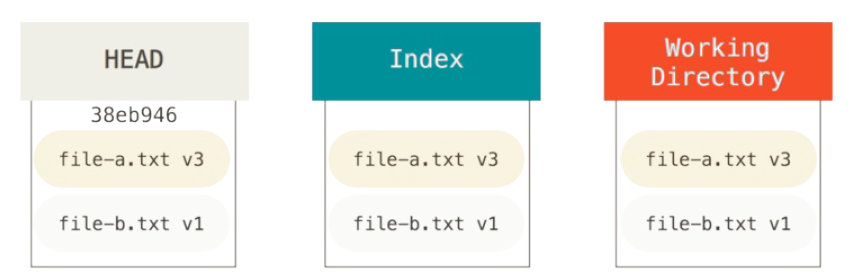 HEAD
38eb946
file-a.txt v3
file-b.txt v1
Index
file-a.txt v3
file-b.txt v1
Working
Directory
file-a.txt v3
file-b.txt v1